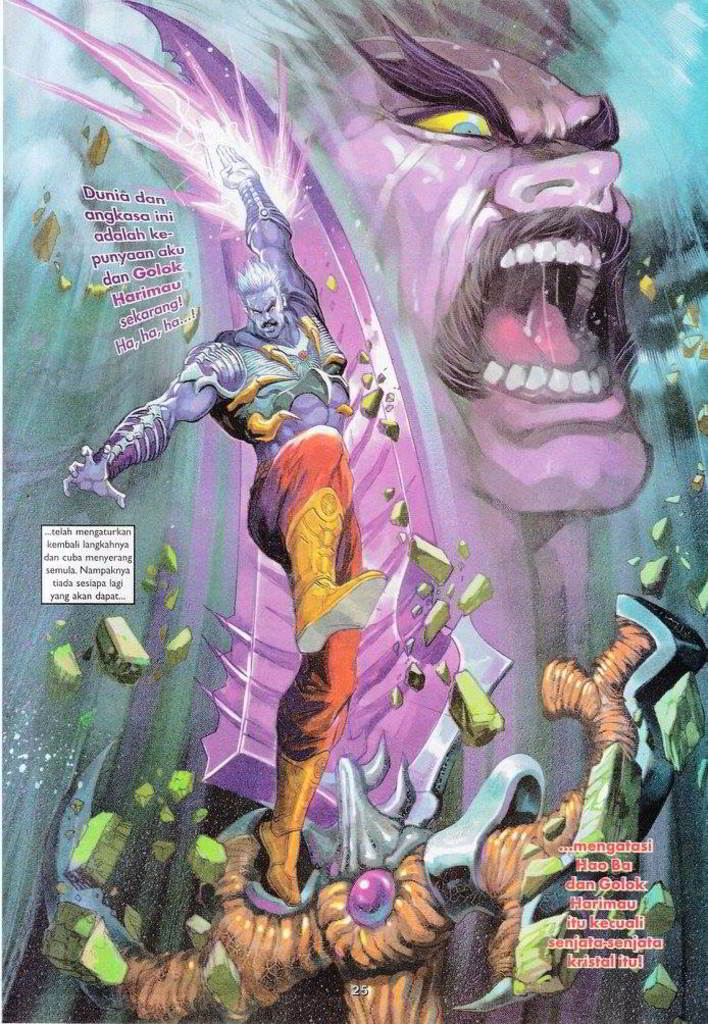 Dunia dan
angkasa ini
adalah ke-
punyaan aku
dan Golok
Harimau
sekarang!
Ha, ha, ha...!
...telah mengaturkan
kembali langkahnya
dan cuba menyerang
semula. Nampaknya
tiada sesiapa lagi
yang akan dapat...
...mengatasi
Hao Ba
dan Golok
Harimau
itu kecuali
senjata-senjata
kristal itu!
25